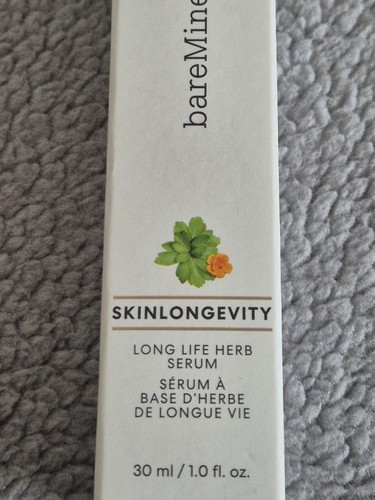 bareMine
SKINLONGEVITY
LONG LIFE HERB
SERUM
SÉRUM À
BASE D'HERBE
DE LONGUE VIE
30 ml / 1.0 fl. oz.